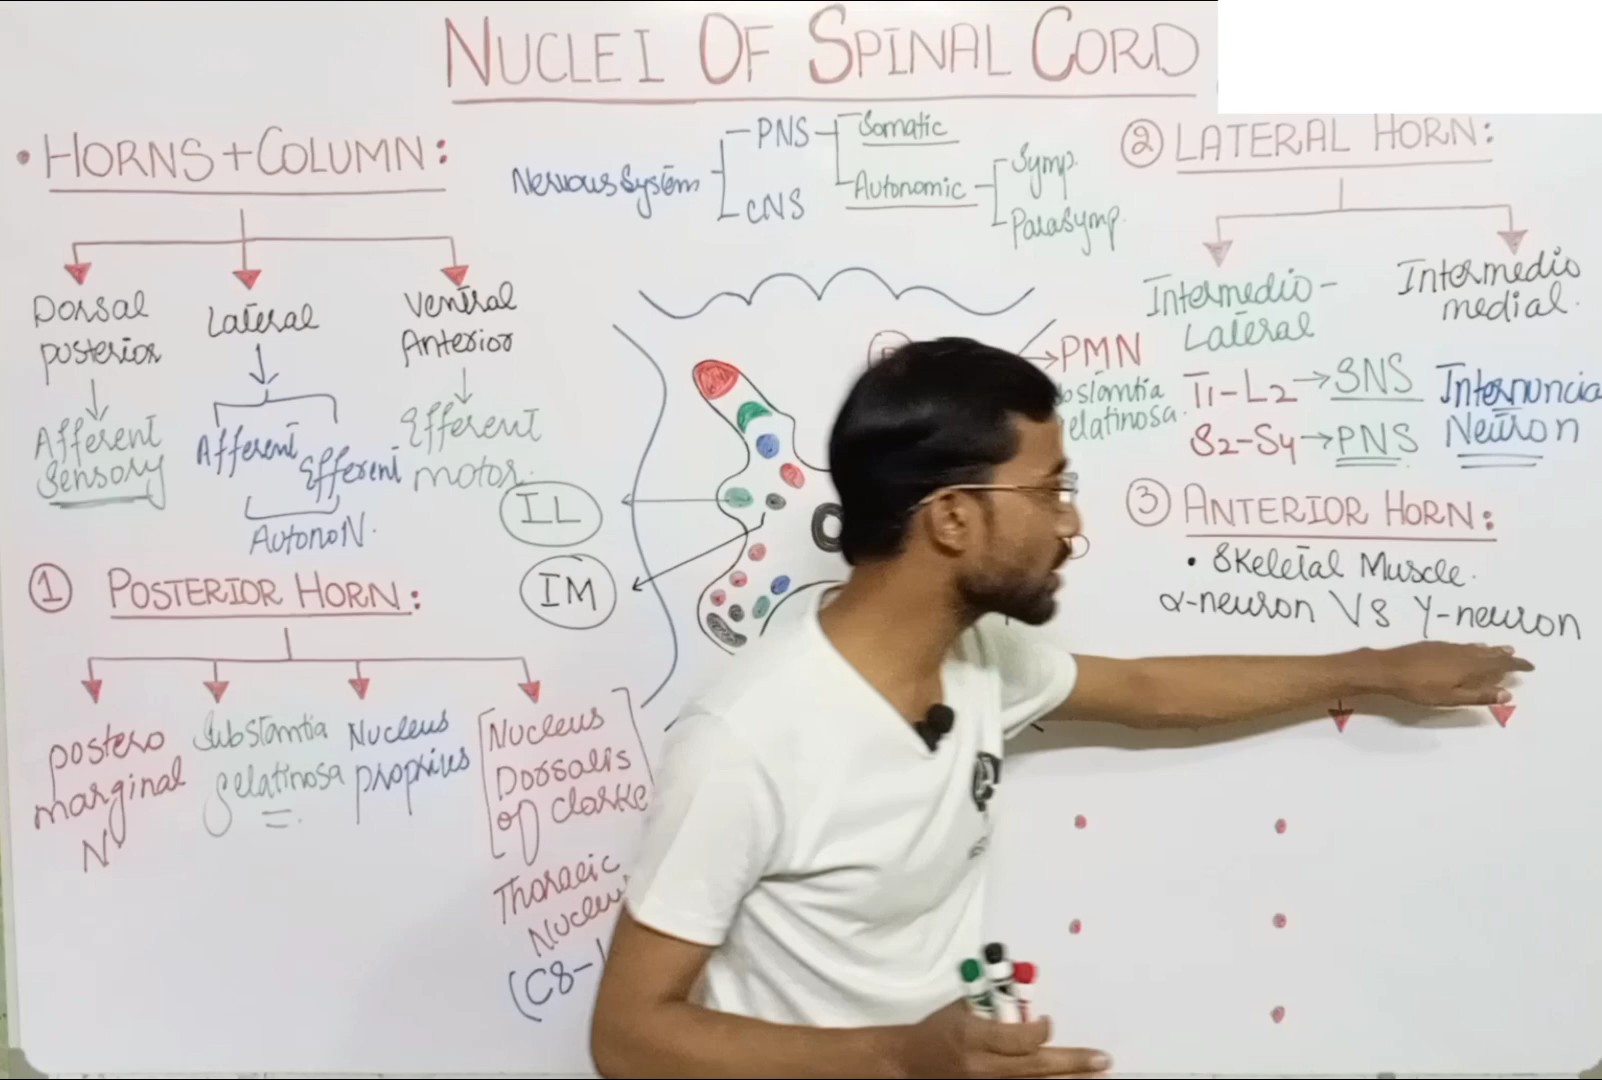 NUCLEI OF SPINAL CORD
• HORNS + COLUMN:
Dorsal
posterior
Afferent
Sensory
Lateral
Afferent
Efferent
AutonoN.
Ventral
Anterior
Efferent
motor.
Nervous System
PNS
CNS
Somatic
Autonomic
Symp.
Parasymp.
① POSTERIOR HORN:
postero
marginal
N
Substantia
gelatinosa
Nucleus
proprius
Nucleus
Dorsalis
of Clarke
Thoracic
(C8-
IL
IM
PMN
② LATERAL HORN:
Intermedio-
Lateral
T1-L2 → SNS
S2-S4 → PNS
Intermedio
medial.
Neuron
③ ANTERIOR HORN:
• Skeletal Muscle.
α-neuron VS γ-neuron